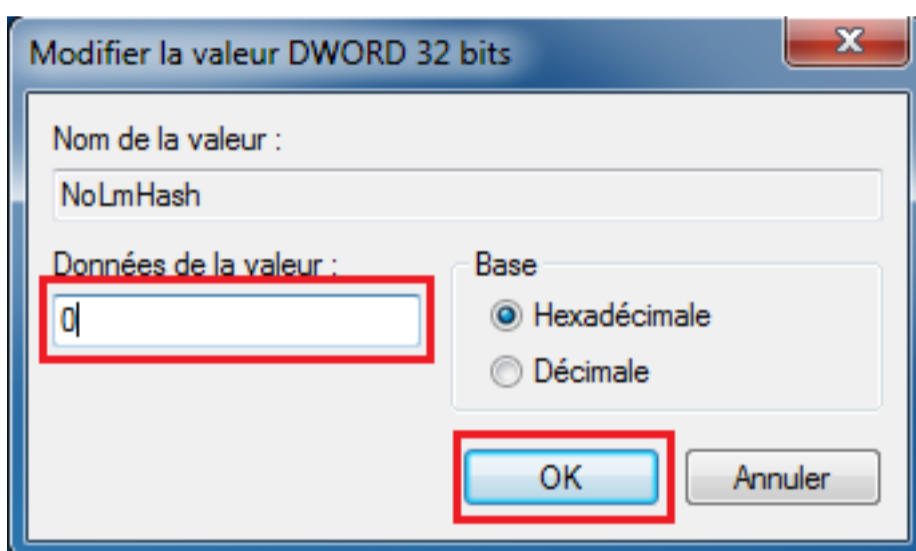 Modifier la valeur DWORD 32 bits
Nom de la valeur :
NoLmHash
Données de la valeur :
0
Base
Hexadécimale
Décimale
OK
Annuler